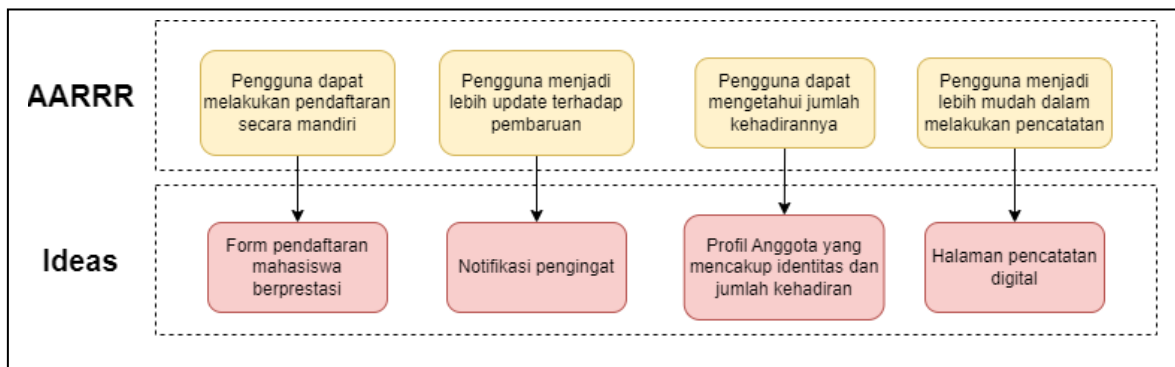 AARRR
Pengguna dapat
melakukan pendaftaran
secara mandiri
Pengguna menjadi
lebih update terhadap
pembaruan
Pengguna dapat
mengetahui jumlah
kehadirannya
Pengguna menjadi
lebih mudah dalam
melakukan pencatatan
Ideas
Form pendaftaran
mahasiswa
berprestasi
Notifikasi pengingat
Profil Anggota yang
mencakup identitas dan
jumlah kehadiran
Halaman pencatatan
digital